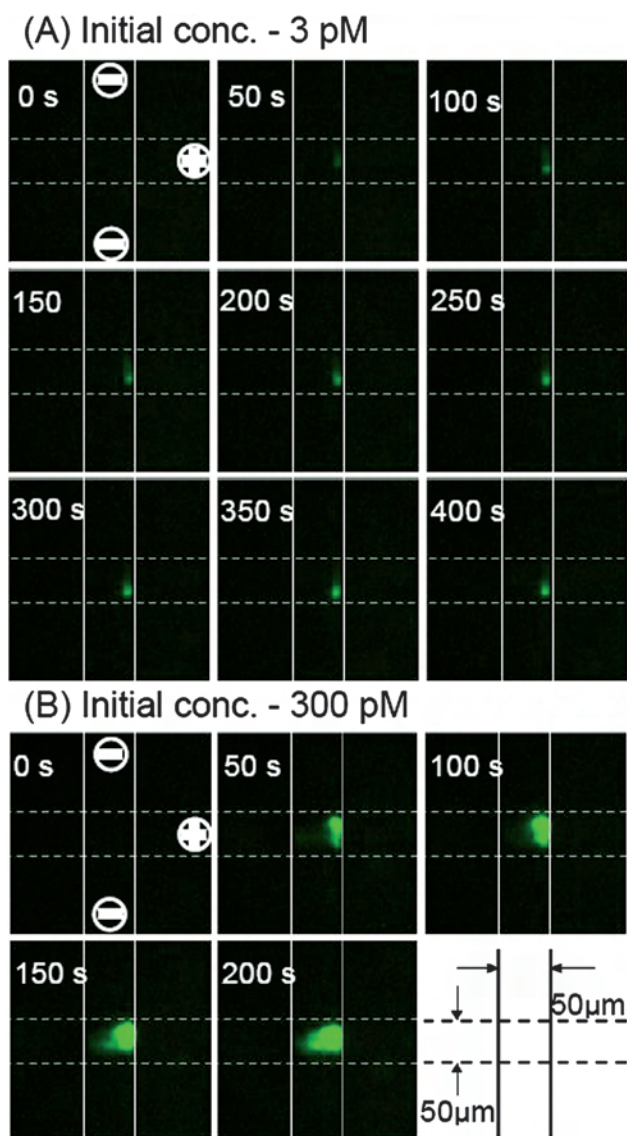 (A) Initial conc. - 3 pM
0 s 50 s 100 s
150 200 s 250 s
300 s 350 s 400 s
(B) Initial conc. - 300 pM
0 s 50 s 100 s
150 s 200 s
50μm
50μm